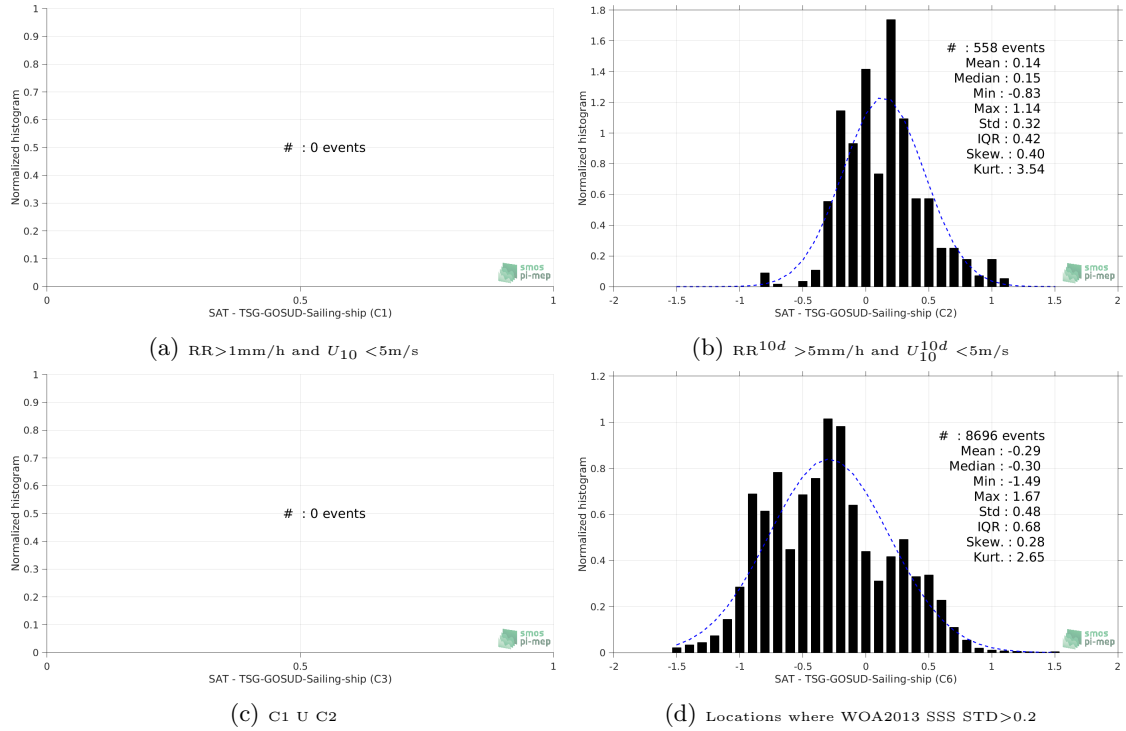 1
0.9
0.8
0.7
0.6
0.5
0.4
0.3
0.2
0.1
0
Normalized histogram
# : 0 events
smos
pi-mep
0 0.5 1
SAT - TSG-GOSUD-Sailing-ship (C1)
(a) RR>1mm/h and U10 <5m/s
1.8
1.6
1.4
1.2
1
0.8
0.6
0.4
0.2
0
Normalized histogram
# : 558 events
Mean : 0.14
Median : 0.15
Min : -0.83
Max : 1.14
Std : 0.32
IQR : 0.42
Skew. : 0.40
Kurt. : 3.54
smos
pi-mep
-2 -1.5 -1 -0.5 0 0.5 1 1.5 2
SAT - TSG-GOSUD-Sailing-ship (C2)
(b) RR10d >5mm/h and U10d10 <5m/s
1
0.9
0.8
0.7
0.6
0.5
0.4
0.3
0.2
0.1
0
Normalized histogram
# : 0 events
smos
pi-mep
0 0.5 1
SAT - TSG-GOSUD-Sailing-ship (C3)
(c) C1 U C2
1.2
1
0.8
0.6
0.4
0.2
0
Normalized histogram
# : 8696 events
Mean : -0.29
Median : -0.30
Min : -1.49
Max : 1.67
Std : 0.48
IQR : 0.68
Skew. : 0.28
Kurt. : 2.65
smos
pi-mep
-2 -1.5 -1 -0.5 0 0.5 1 1.5 2
SAT - TSG-GOSUD-Sailing-ship (C6)
(d) Locations where WOA2013 SSS STD>0.2